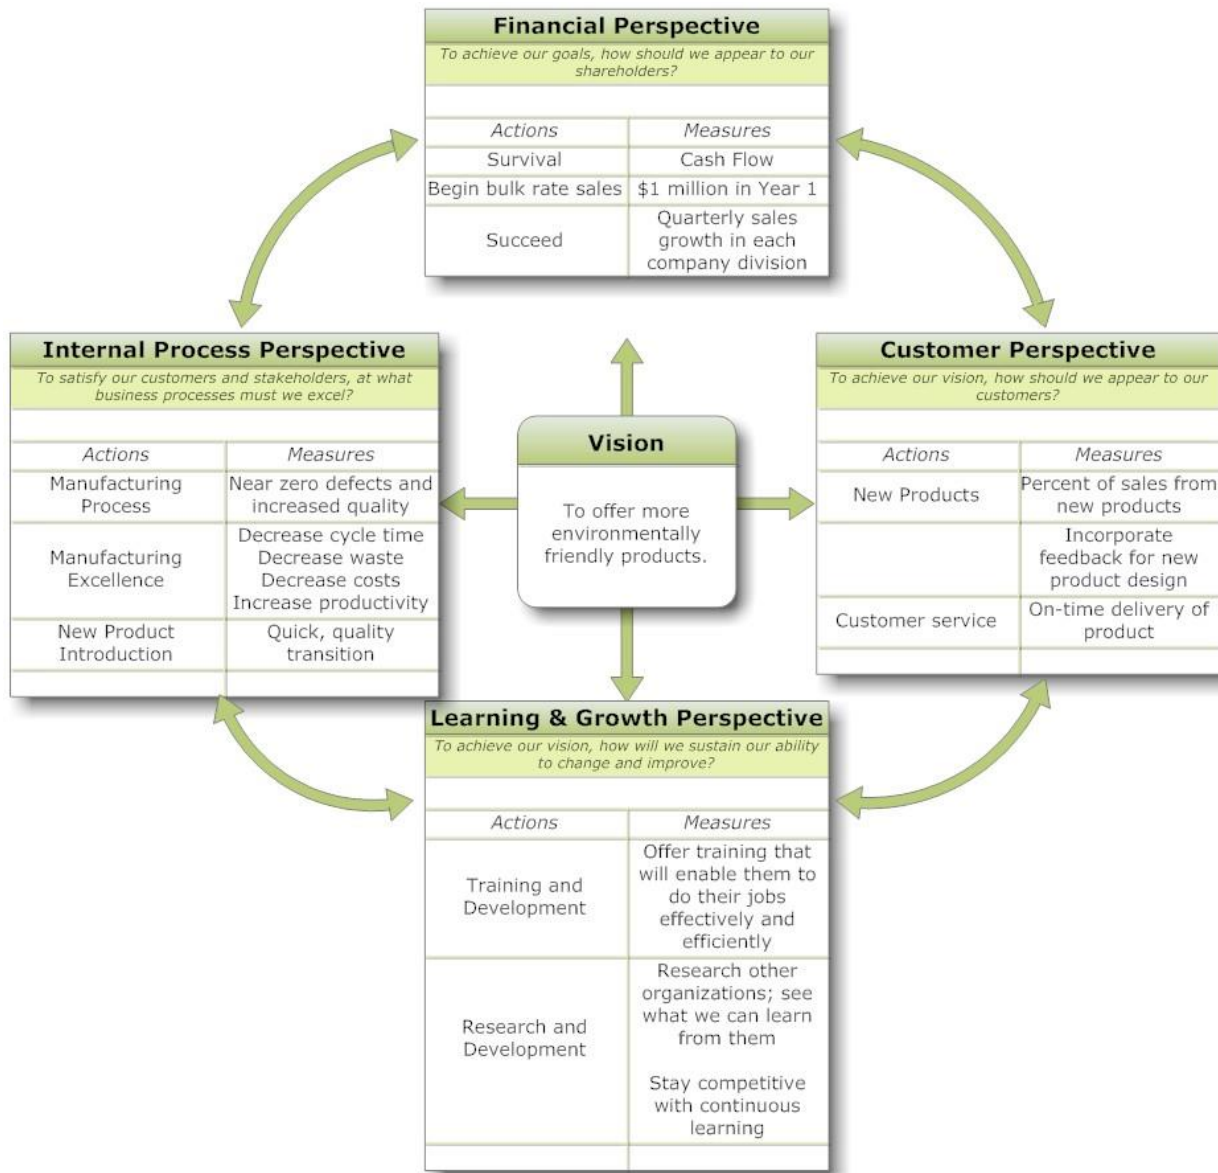 Financial Perspective
To achieve our goals, how should we appear to our
shareholders?
Actions
Measures
Survival
Cash Flow
Begin bulk rate sales
$1 million in Year 1
Succeed
Quarterly sales
growth in each
company division
Internal Process Perspective
To satisfy our customers and stakeholders, at what
business processes must we excel?
Actions
Measures
Manufacturing
Process
Near zero defects and
increased quality
Manufacturing
Excellence
Decrease cycle time
Decrease waste
Decrease costs
Increase productivity
New Product
Introduction
Quick, quality
transition
Vision
To offer more
environmentally
friendly products.
Customer Perspective
To achieve our vision, how should we appear to our
customers?
Actions
Measures
New Products
Percent of sales from
new products
Incorporate
feedback for new
product design
Customer service
On-time delivery of
product
Learning & Growth Perspective
To achieve our vision, how will we sustain our ability
to change and improve?
Actions
Measures
Training and
Development
Offer training that
will enable them to
do their jobs
effectively and
efficiently
Research and
Development
Research other
organizations; see
what we can learn
from them
Stay competitive
with continuous
learning